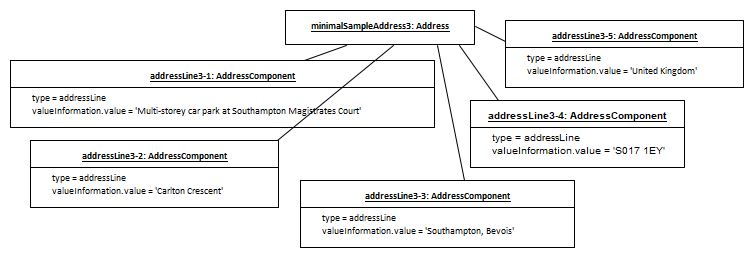 minimalSampleAddress3: Address
addressLine3-1: AddressComponent
type = addressLine
valueInformation.value = 'Multi-storey car park at Southampton Magistrates Court'
addressLine3-2: AddressComponent
type = addressLine
valueInformation.value = 'Carlton Crescent'
addressLine3-3: AddressComponent
type = addressLine
valueInformation.value = 'Southampton, Bevois'
addressLine3-4: AddressComponent
type = addressLine
valueInformation.value = 'S017 1EY'
addressLine3-5: AddressComponent
type = addressLine
valueInformation.value = 'United Kingdom'